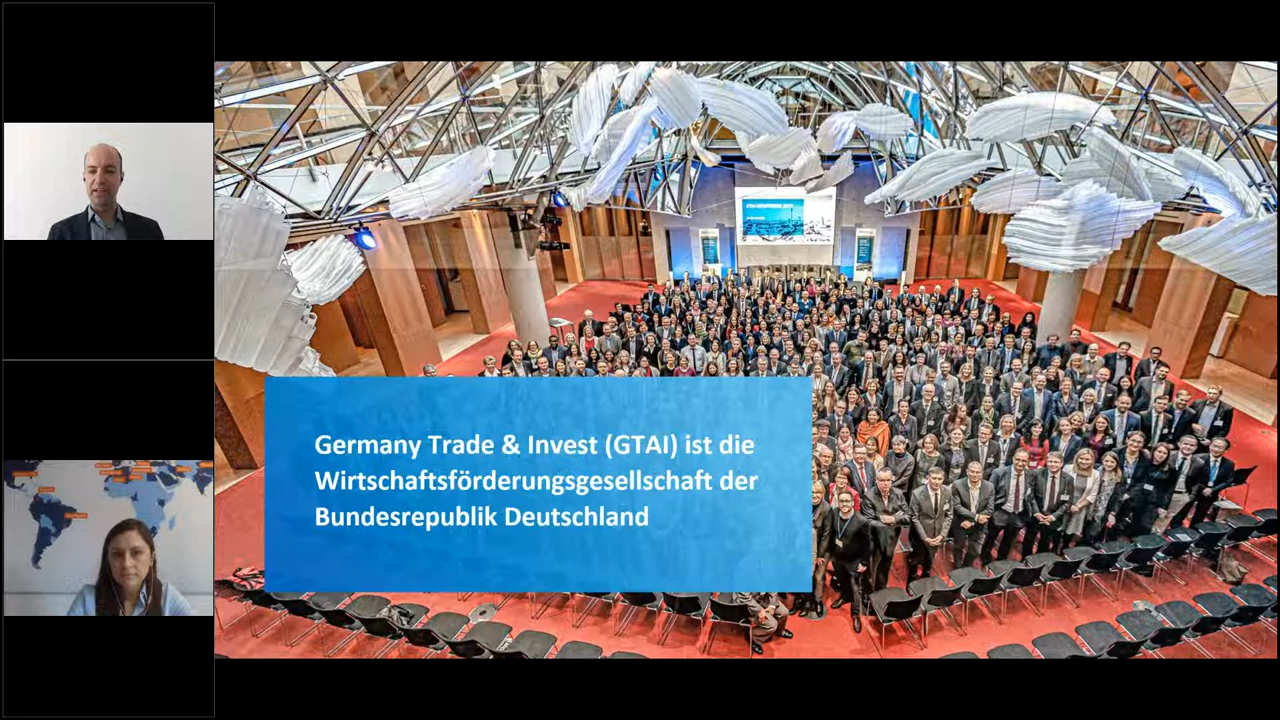 Germany Trade & Invest (GTAI) ist die
Wirtschaftsförderungsgesellschaft der
Bundesrepublik Deutschland